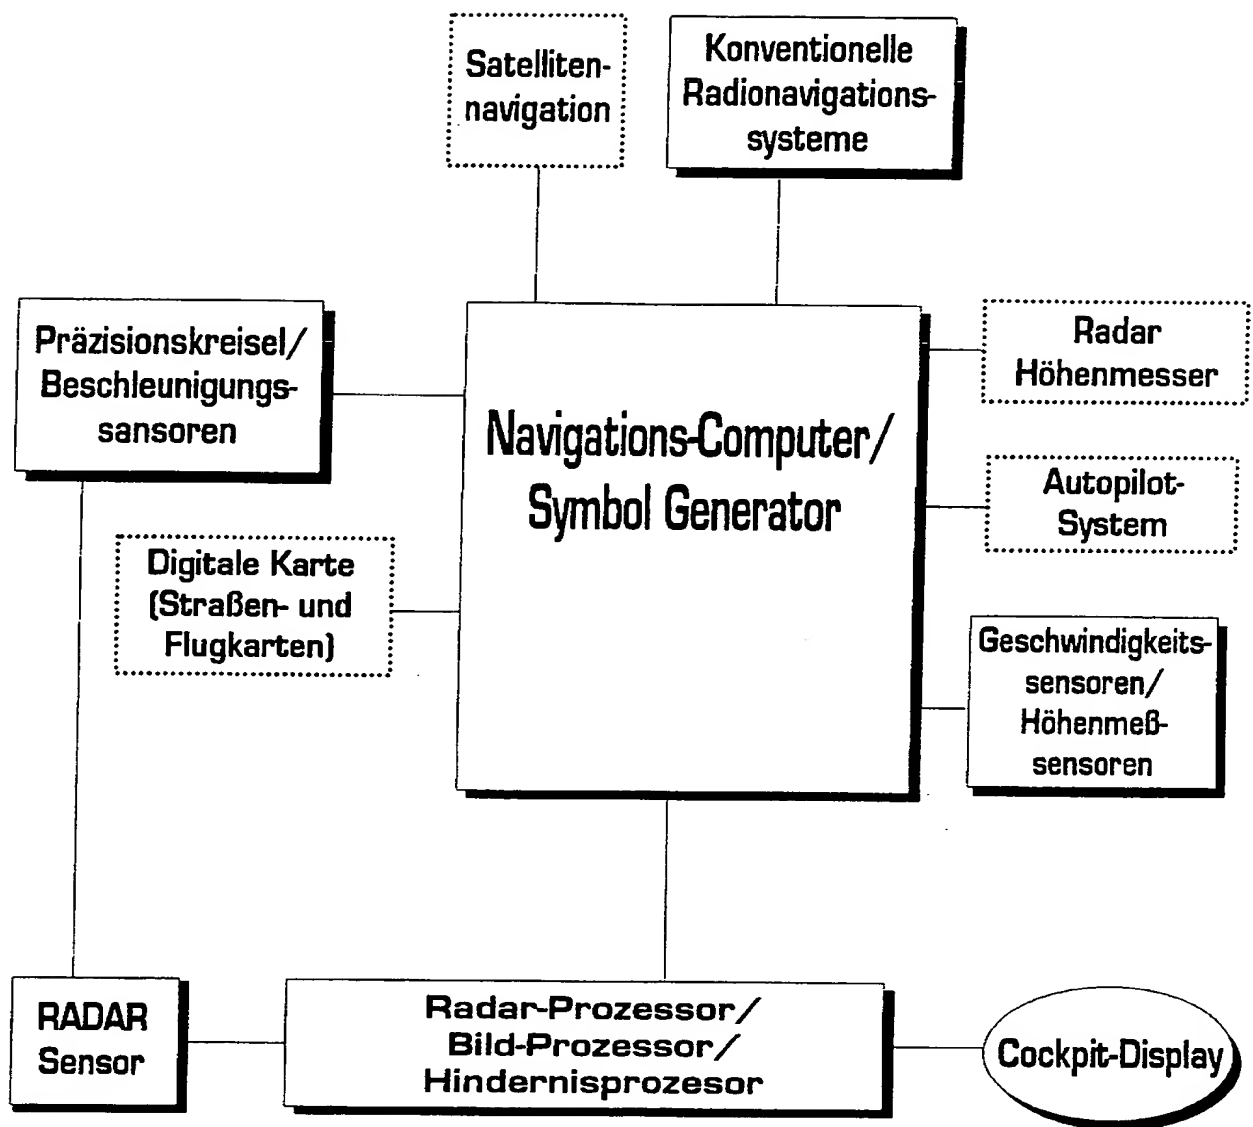 Satelliten-
navigation
Konventionelle
Radionavigations-
systeme
Präzisionskreisel/
Beschleunigungs-
sansoren
Navigations-Computer/
Symbol Generator
Radar
Höhenmesser
Autopilot-
System
Digitale Karte
(Straßen- und
Flugkarten)
Geschwindigkeits-
sensoren/
Höhenmeß-
sensoren
RADAR
Sensor
Radar-Prozessor/
Bild-Prozessor/
Hindernisprozesor
Cockpit-Display